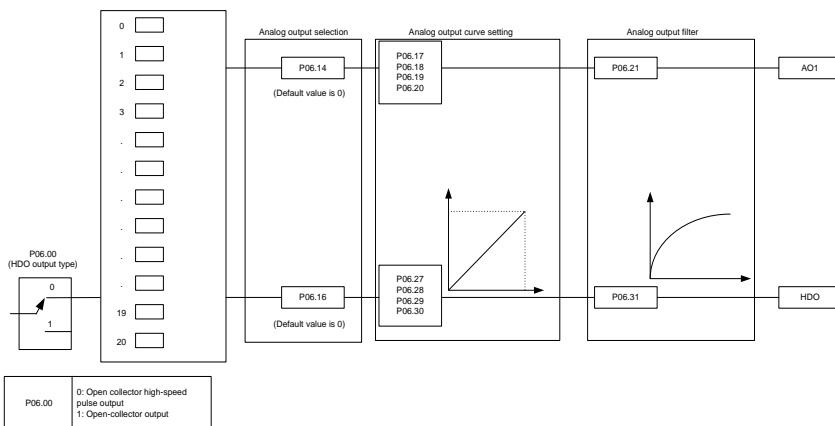 Analog output selection
Analog output curve setting
Analog output filter
0
1
2
3
.
.
.
.
.
.
19
20
P06.14
(Default value is 0)
P06.17
P06.18
P06.19
P06.20
P06.21
AO1
P06.00
(HDO output type)
0
1
P06.16
(Default value is 0)
P06.27
P06.28
P06.29
P06.30
P06.31
HDO
P06.00
0: Open collector high-speed
pulse output
1: Open-collector output